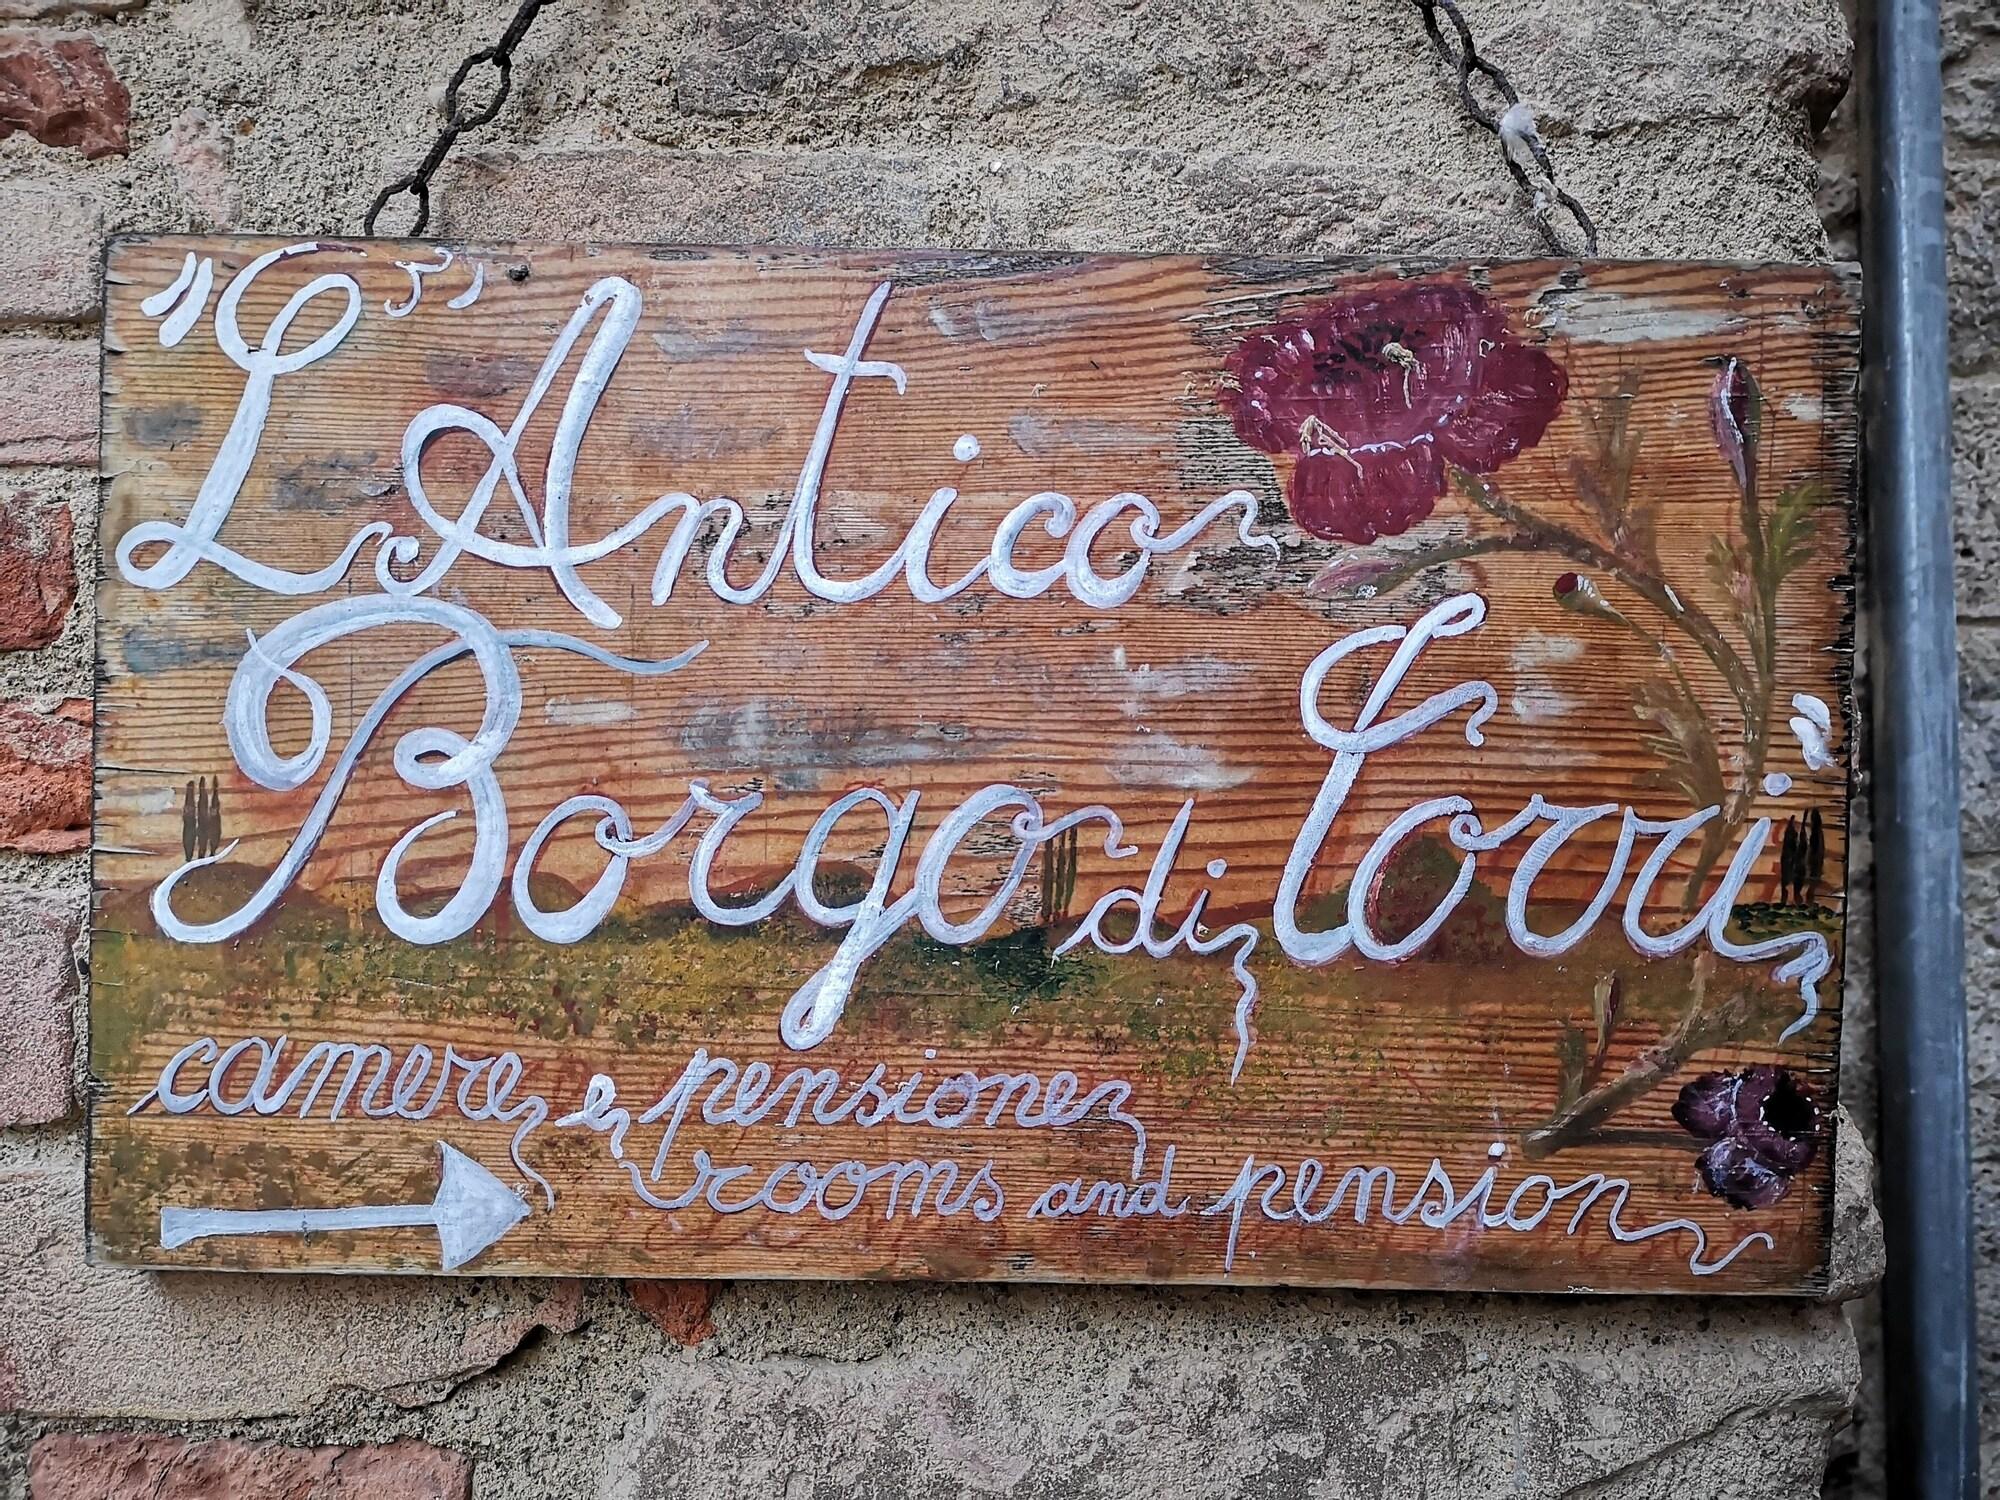 "L'Antico
Borgo di Torri"
camere e pensione
rooms and pension